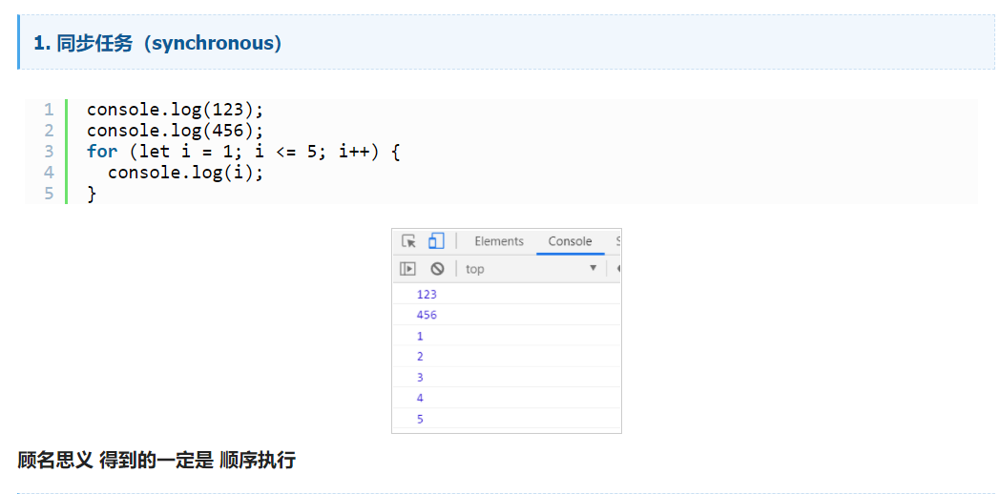 1. 同步任务（synchronous）
1 console.log(123);
2 console.log(456);
3 for (let i = 1; i <= 5; i++) {
4   console.log(i);
5 }
Elements Console
top
123
456
1
2
3
4
5
顾名思义 得到的一定是 顺序执行